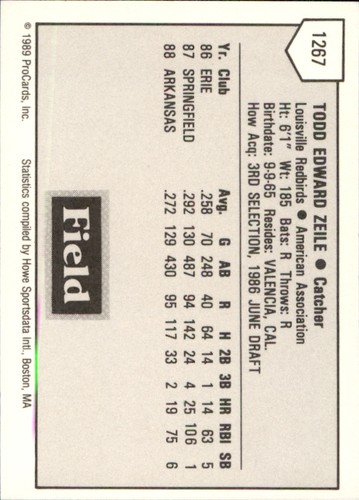 1267
TODD EDWARD ZEILE ● Catcher
Louisville Redbirds ● American Association
Ht: 6'1" Wt: 185 Bats: R Throws: R
Birthdate: 9-9-65 Resides: VALENCIA, CAL.
How Acq: 3RD SELECTION, 1986 JUNE DRAFT
Yr. Club Avg. G AB R H 2B 3B HR RBI SB
86 ERIE .258 70 248 40 64 14 1 14 63 5
87 SPRINGFIELD .292 130 487 94 142 24 4 25 106 1
88 ARKANSAS .272 129 430 95 117 33 2 19 75 6
Field
© 1989 ProCards, Inc. Statistics compiled by Howe Sportsdata Intl., Boston, MA